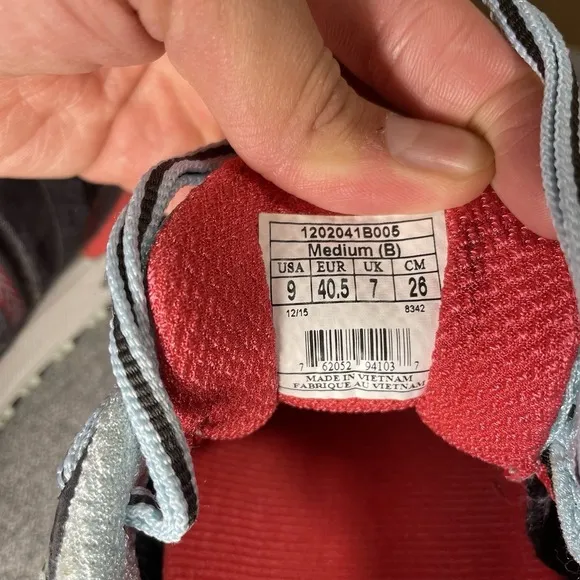 1202041B005
Medium (B)
USA EUR UK CM
9 40.5 7 26
12/15 8342
7 62052 94103 7
MADE IN VIETNAM
FABRIQUE AU VIETNAM